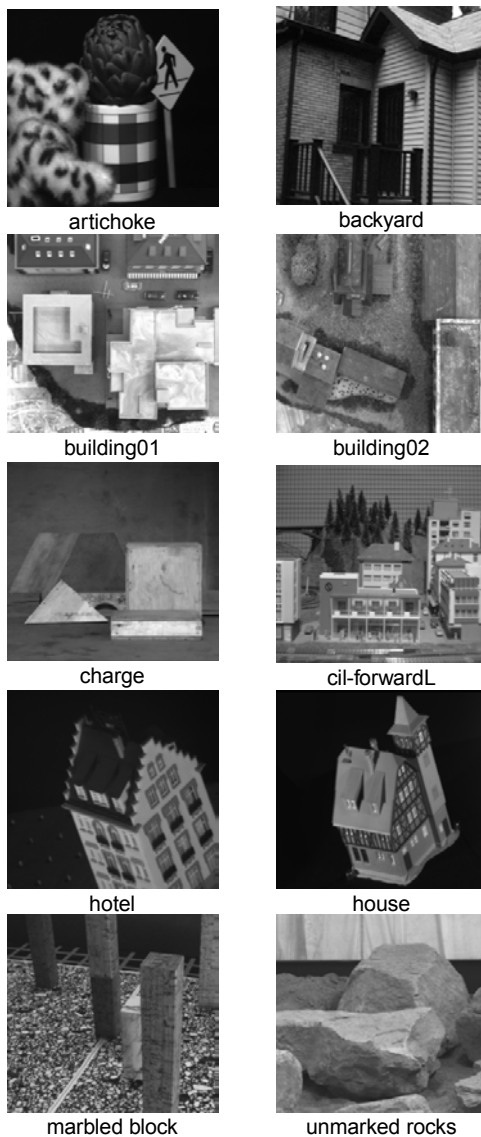 artichoke
backyard
building01
building02
charge
cil-forwardL
hotel
house
marbled block
unmarked rocks